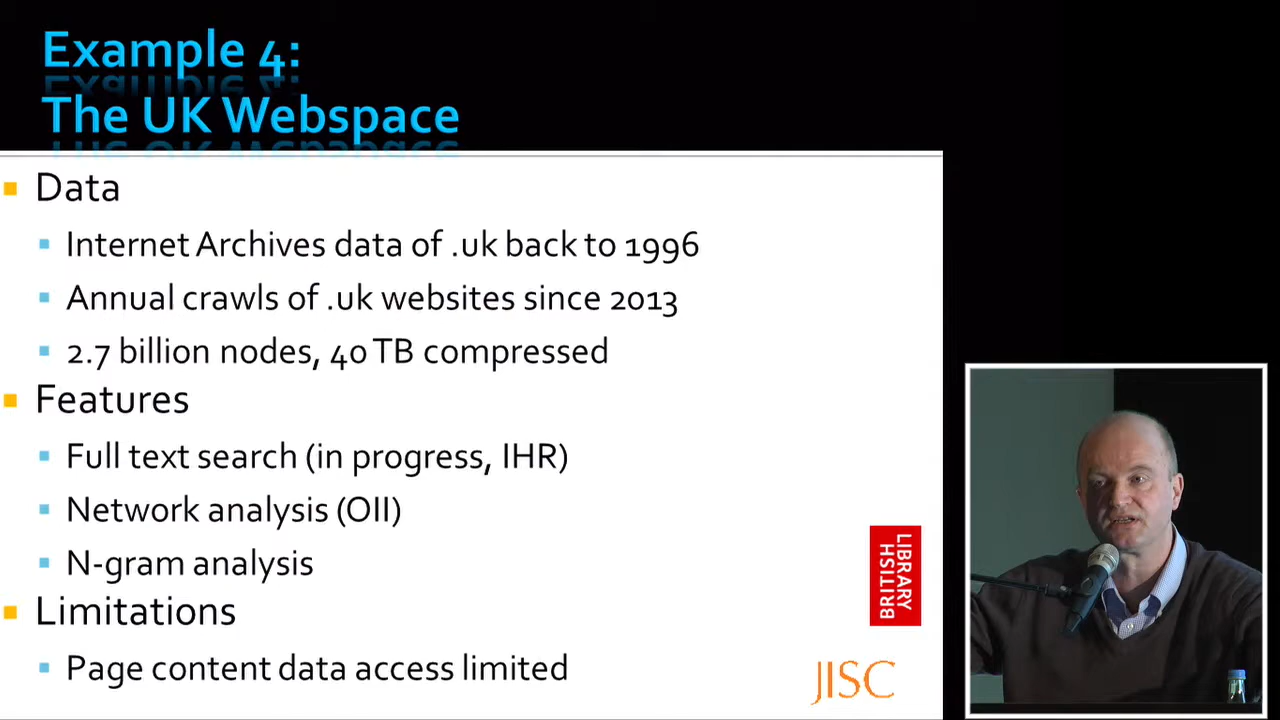 Example 4:
The UK Webspace
Data
Internet Archives data of .uk back to 1996
Annual crawls of .uk websites since 2013
2.7 billion nodes, 40 TB compressed
Features
Full text search (in progress, IHR)
Network analysis (OII)
N-gram analysis
Limitations
Page content data access limited
LIBRARY
BRITISH
JISC